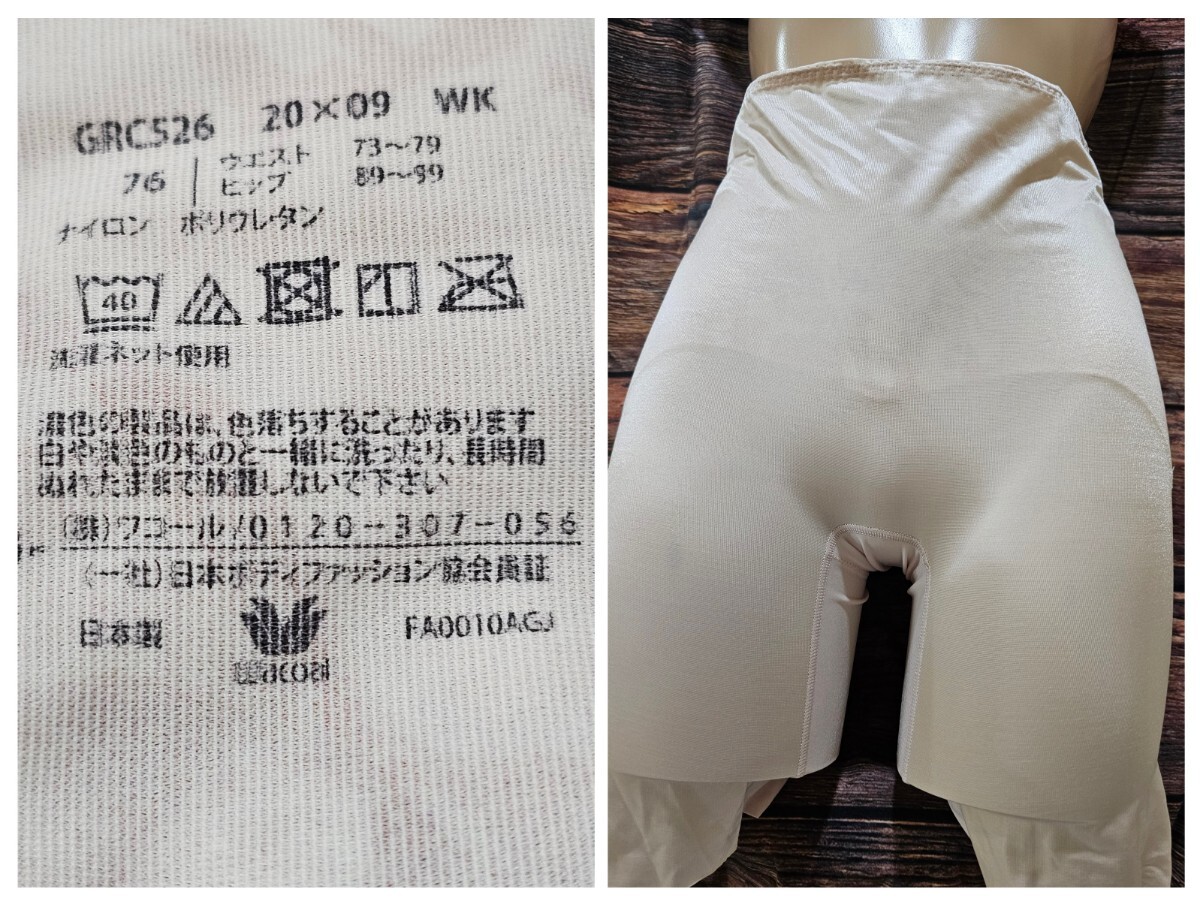 GRC526 20×09 WK
76 ウエスト 73～79
ヒップ 89～99
ナイロン ポリウレタン
40
洗濯ネット使用
濃色の製品は、色落ちすることがあります
白や淡色のものと一緒に洗ったり、長時間
ぬれたままで放置しないで下さい
(株)ワコール/0120-307-056
(一社)日本ボディファッション協会員証
日本製 FA0010AGJ
Wacoal